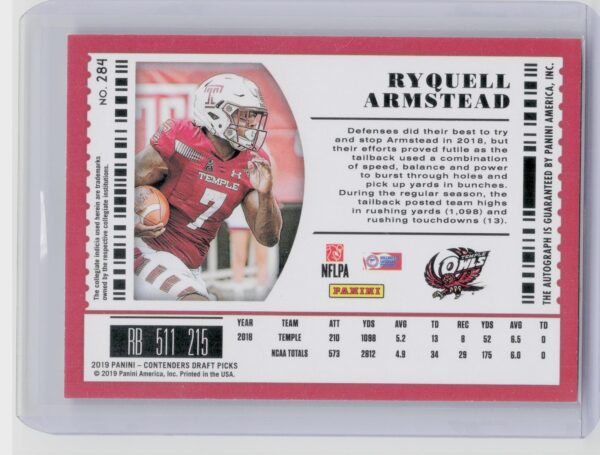 NO. 284
The collegiate indicia used herein are trademarks
owned by the respective collegiate institutions.
T
TEMPLE
7
RYQUELL
ARMSTEAD
Defenses did their best to try
and stop Armstead in 2018, but
their efforts proved futile as the
tailback used a combination
of speed, balance and power
to burst through holes and
pick up yards in bunches.
During the regular season, the
tailback posted team highs
in rushing yards (1,098) and
rushing touchdowns (13).
NFLPA
PANINI
OWLS
THE AUTOGRAPH IS GUARANTEED BY PANINI AMERICA, INC.
RB 511 215
YEAR TEAM ATT YDS AVG TD REC YDS AVG TD
2018 TEMPLE 210 1098 5.2 13 8 52 6.5 0
NCAA TOTALS 573 2812 4.9 34 29 175 6.0 0
2019 PANINI – CONTENDERS DRAFT PICKS
© 2019 Panini America, Inc. Printed in the USA.